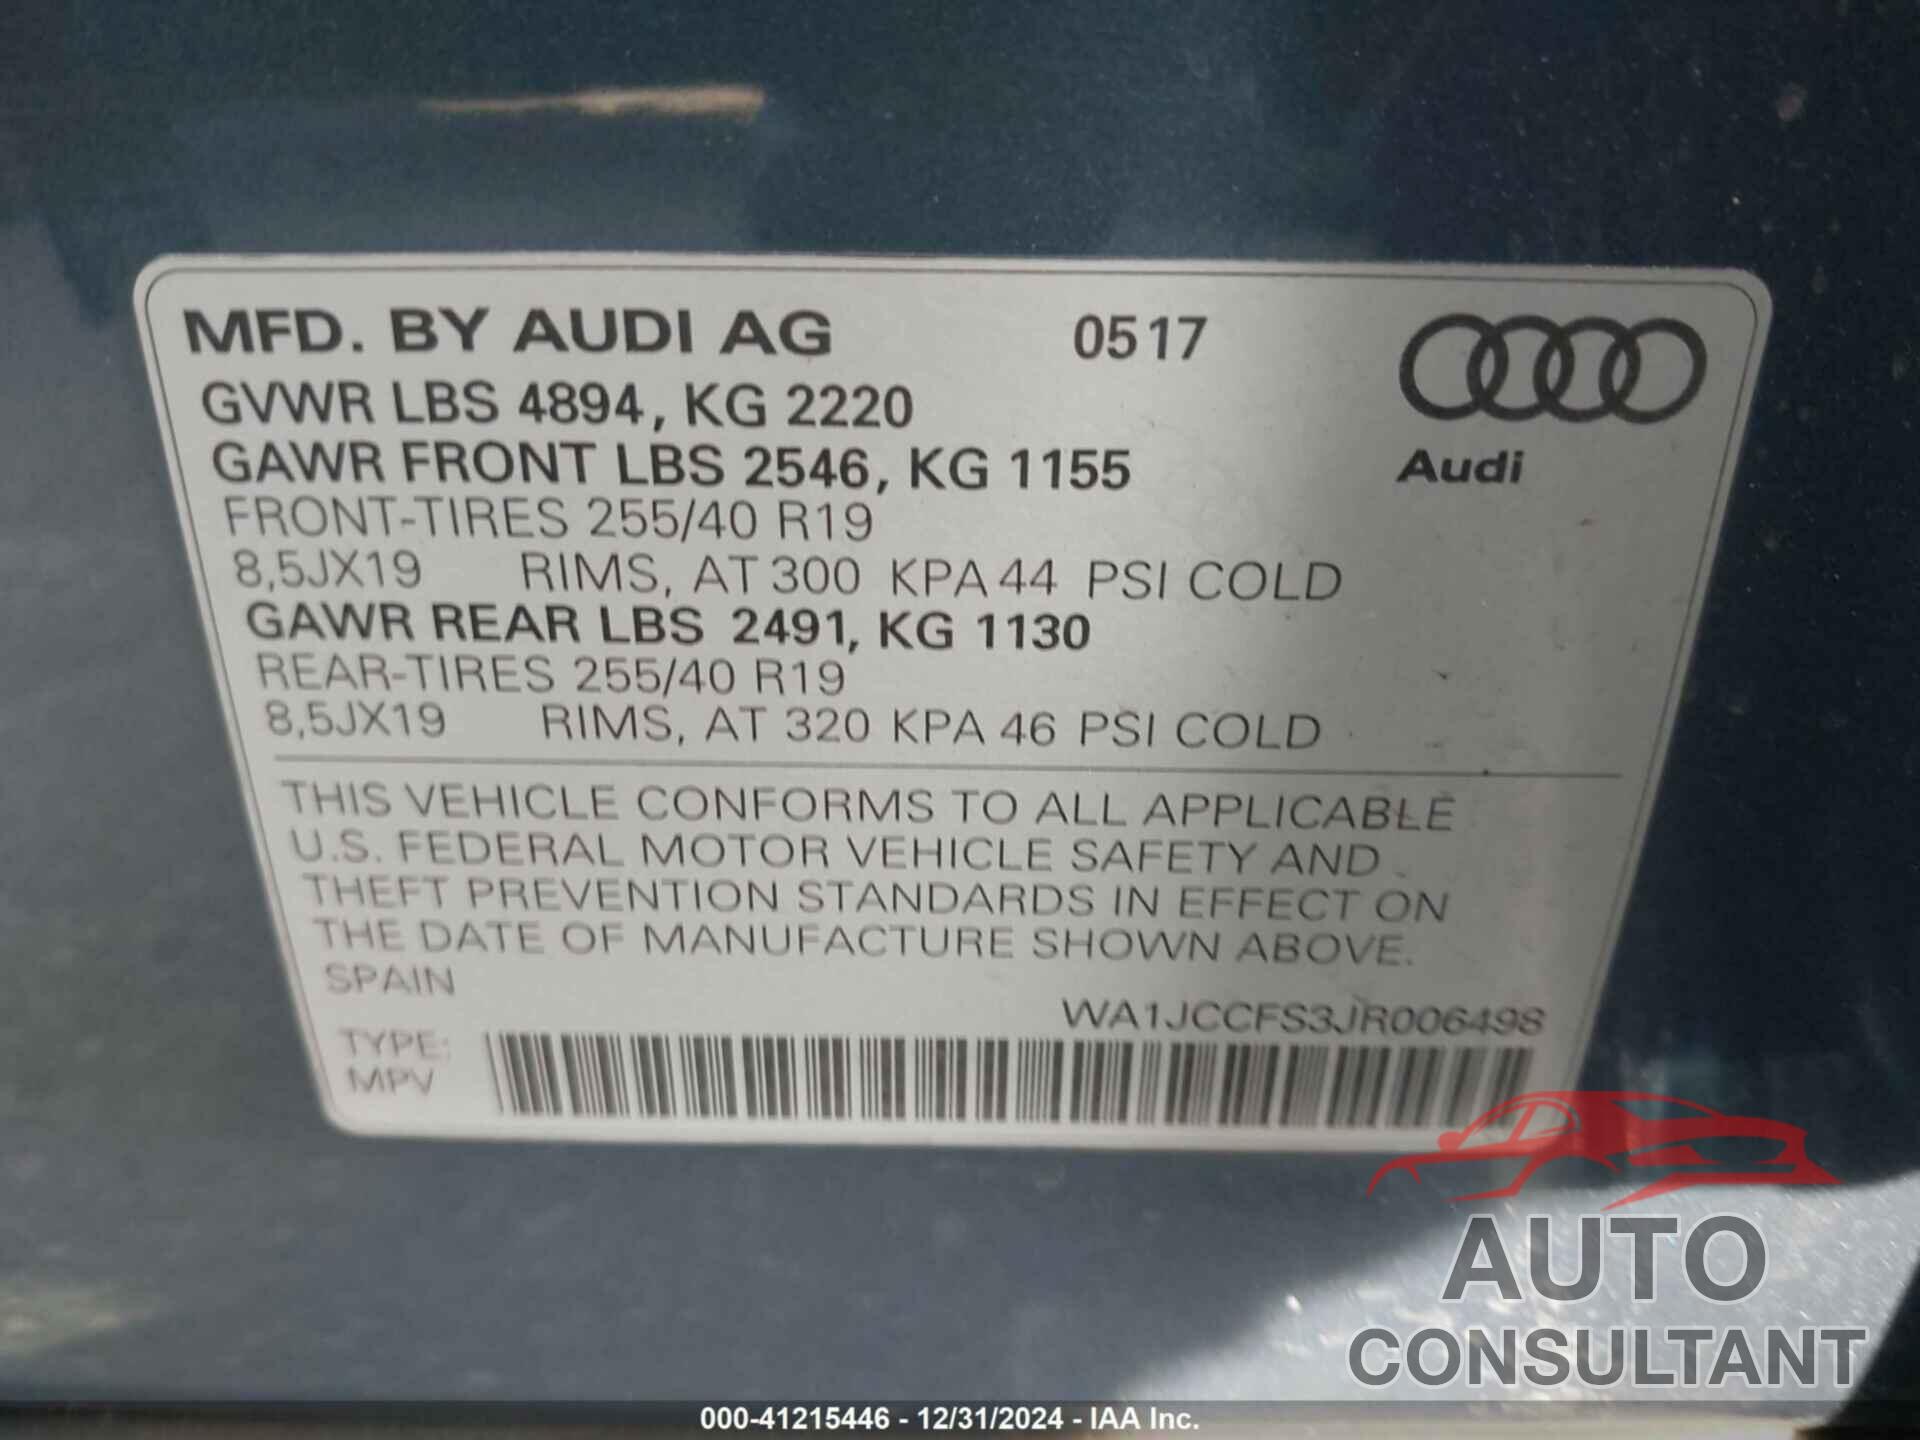 MFD. BY AUDI AG 0517
GVWR LBS 4894, KG 2220
GAWR FRONT LBS 2546, KG 1155
Audi
FRONT-TIRES 255/40 R19
8,5JX19 RIMS, AT 300 KPA 44 PSI COLD
GAWR REAR LBS 2491, KG 1130
REAR-TIRES 255/40 R19
8,5JX19 RIMS, AT 320 KPA 46 PSI COLD
THIS VEHICLE CONFORMS TO ALL APPLICABLE
U.S. FEDERAL MOTOR VEHICLE SAFETY AND
THEFT PREVENTION STANDARDS IN EFFECT ON
THE DATE OF MANUFACTURE SHOWN ABOVE.
SPAIN
WA1JCCFS3JR006498
TYPE:
MPV
AUTO
CONSULTANT
000-41215446 - 12/31/2024 - IAA Inc.